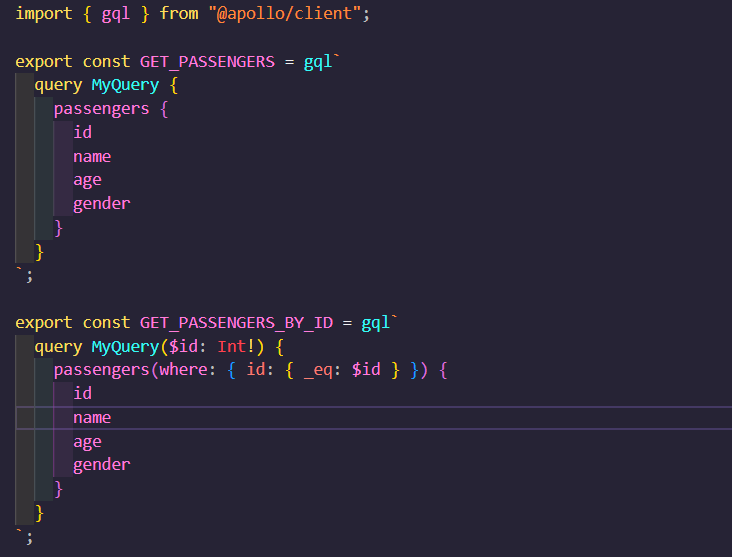 import { gql } from "@apollo/client";
export const GET_PASSENGERS = gql`
query MyQuery {
passengers {
id
name
age
gender
}
}
`;
export const GET_PASSENGERS_BY_ID = gql`
query MyQuery($id: Int!) {
passengers(where: { id: { _eq: $id } }) {
id
name
age
gender
}
}
`;